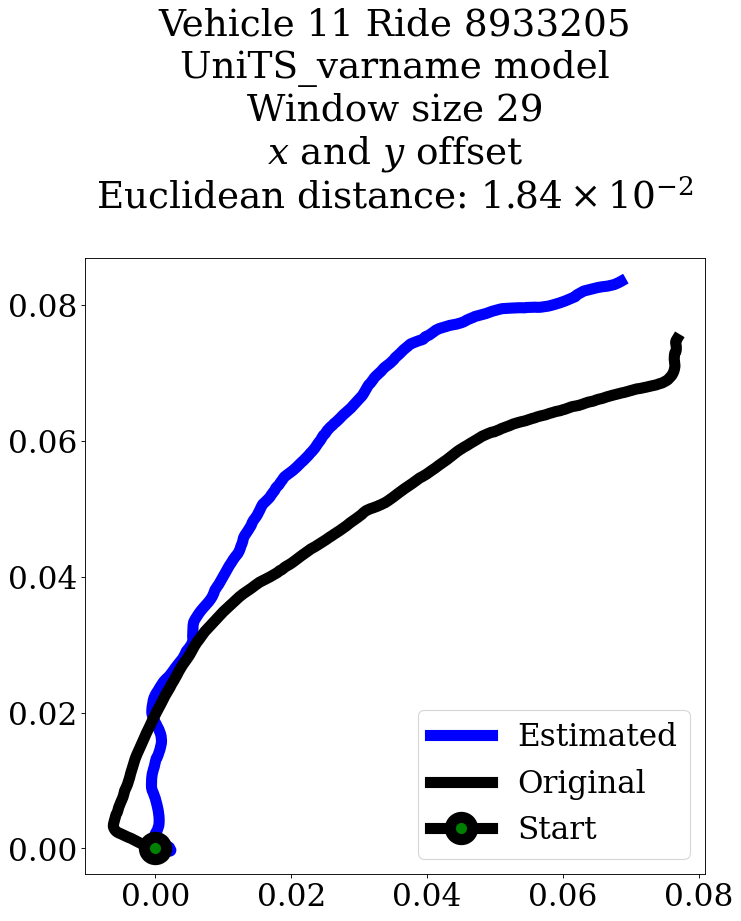 Vehicle 11 Ride 8933205
UniTS_varname model
Window size 29
x and y offset
Euclidean distance: 1.84 × 10⁻²
0.08
0.06
0.04
0.02
0.00
Estimated
Original
Start
0.00 0.02 0.04 0.06 0.08